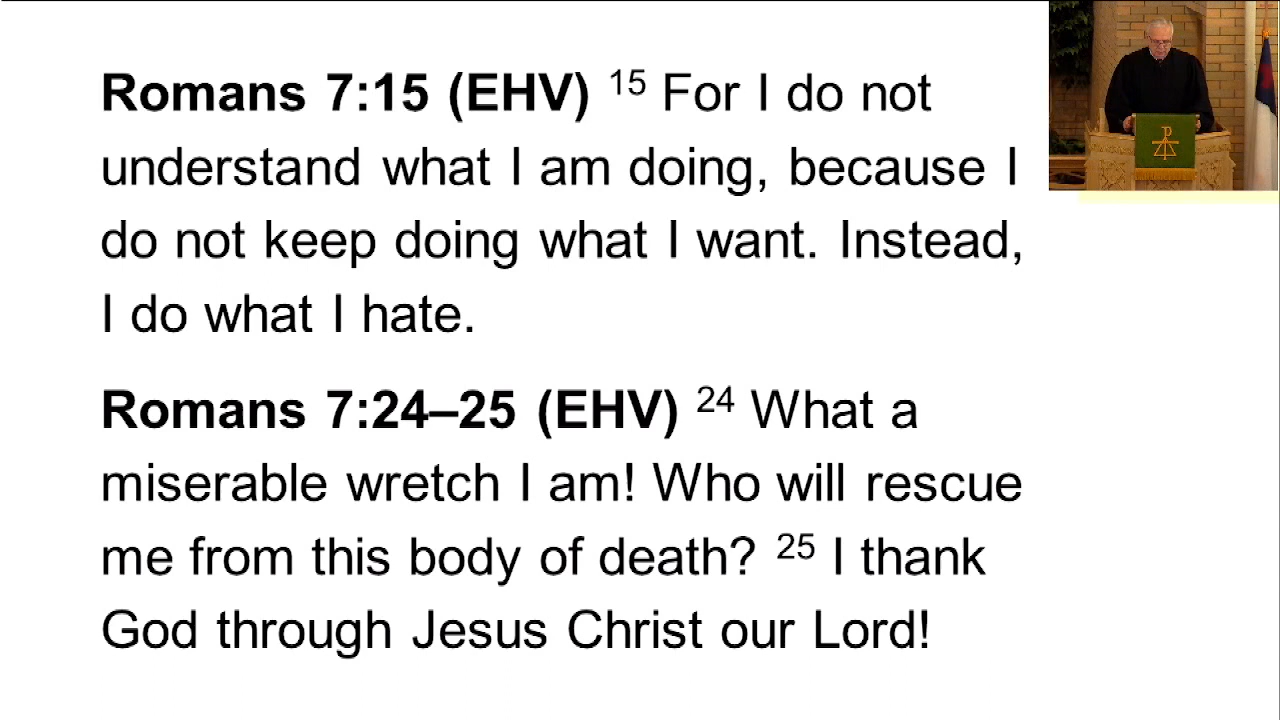 Romans 7:15 (EHV) 15 For I do not
understand what I am doing, because I
do not keep doing what I want. Instead,
I do what I hate.
Romans 7:24–25 (EHV) 24 What a
miserable wretch I am! Who will rescue
me from this body of death? 25 I thank
God through Jesus Christ our Lord!